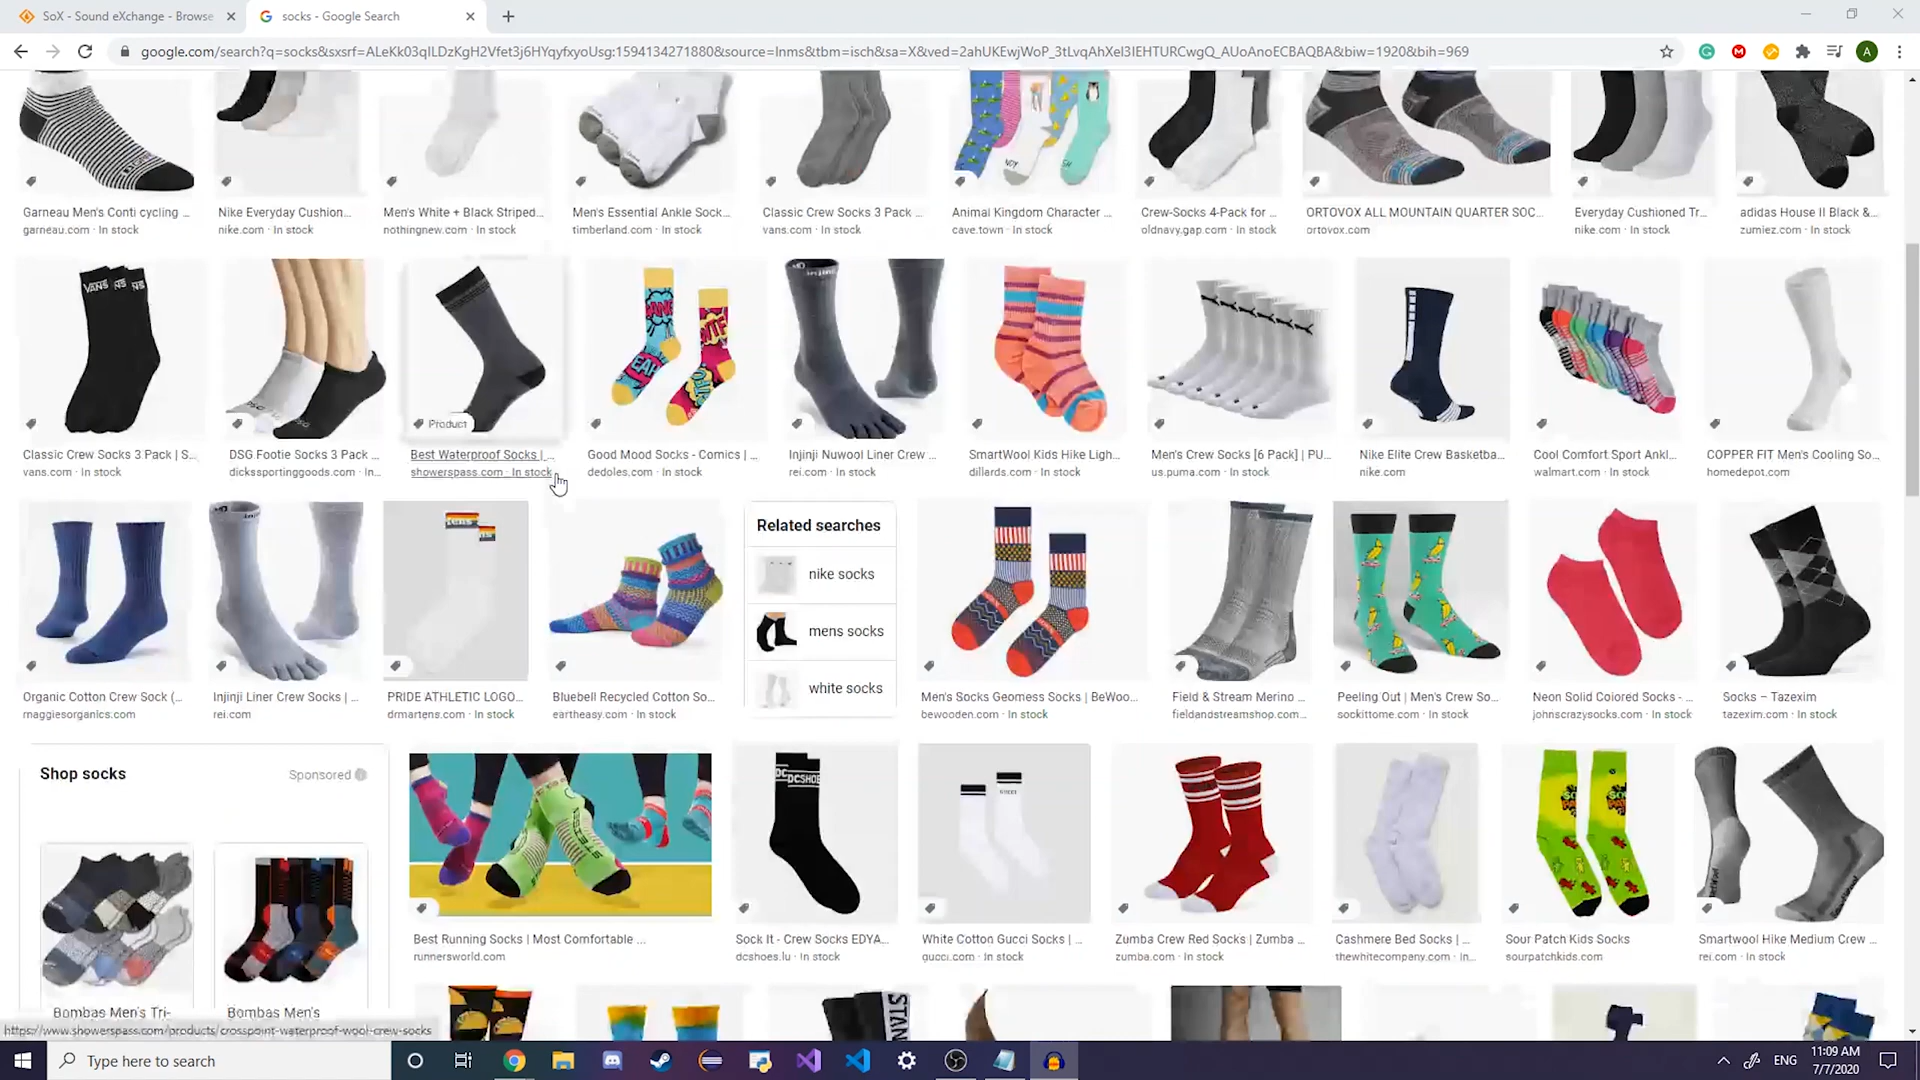 SoX - Sound eXchange - Browse
socks - Google Search
google.com/search?q=socks&sxsrf=ALeKk03qILDzKgH2Vfet3j6HYqyfxyoUsg:1594134271880&source=lnms&tbm=isch&sa=X&ved=2ahUKEwjWoP_3tLvqAhXel3IEHTURCwgQ_AUoAnoECBAQBA&biw=1920&bih=969
Garneau Men's Conti cycling ...
garneau.com · In stock
Nike Everyday Cushion...
nike.com · In stock
Men's White + Black Striped...
nothingnew.com · In stock
Men's Essential Ankle Sock...
timberland.com · In stock
Classic Crew Socks 3 Pack ...
vans.com · In stock
Animal Kingdom Character ...
cave.town · In stock
Crew-Socks 4-Pack for ...
oldnavy.gap.com · In stock
ORTOVOX ALL MOUNTAIN QUARTER SOC...
ortovox.com
Everyday Cushioned Tr...
nike.com · In stock
adidas House II Black &...
zumiez.com · In stock
VANS
Product
Classic Crew Socks 3 Pack | S...
vans.com · In stock
DSG Footie Socks 3 Pack ...
dickssportinggoods.com · In...
Best Waterproof Socks | ...
showerspass.com · In stock
Good Mood Socks - Comics | ...
dedoles.com · In stock
Injinji Nuwool Liner Crew ...
rei.com · In stock
SmartWool Kids Hike Ligh...
dillards.com · In stock
Men's Crew Socks [6 Pack] | PU...
us.puma.com · In stock
Nike Elite Crew Basketba...
nike.com
Cool Comfort Sport Ankl...
walmart.com · In stock
COPPER FIT Men's Cooling So...
homedepot.com
Organic Cotton Crew Sock (...
maggiesorganics.com
Injinji Liner Crew Socks | ...
rei.com
PRIDE ATHLETIC LOGO...
drmartens.com · In stock
Bluebell Recycled Cotton So...
eartheasy.com · In stock
Related searches
nike socks
mens socks
white socks
Men's Socks Geomess Socks | BeWoo...
bewooden.com · In stock
Field & Stream Merino ...
fieldandstreamshop.com...
Peeling Out | Men's Crew So...
sockittome.com · In stock
Neon Solid Colored Socks - ...
johnscrazysocks.com · In stock
Socks – Tazexim
tazexim.com · In stock
Shop socks
Sponsored
Bombas Men's Tri-
Bombas Men's
Best Running Socks | Most Comfortable ...
runnersworld.com
DCSHOE
Sock It - Crew Socks EDYA...
dcshoes.lu · In stock
White Cotton Gucci Socks | ...
gucci.com · In stock
Zumba Crew Red Socks | Zumba ...
zumba.com · In stock
Cashmere Bed Socks | ...
thewhitecompany.com · In...
Sour Patch Kids Socks
sourpatchkids.com
Smartwool Hike Medium Crew ...
rei.com · In stock
STAN
https://www.showerspass.com/products/crosspoint-waterproof-wool-crew-socks
Type here to search
ENG
11:09 AM
7/7/2020